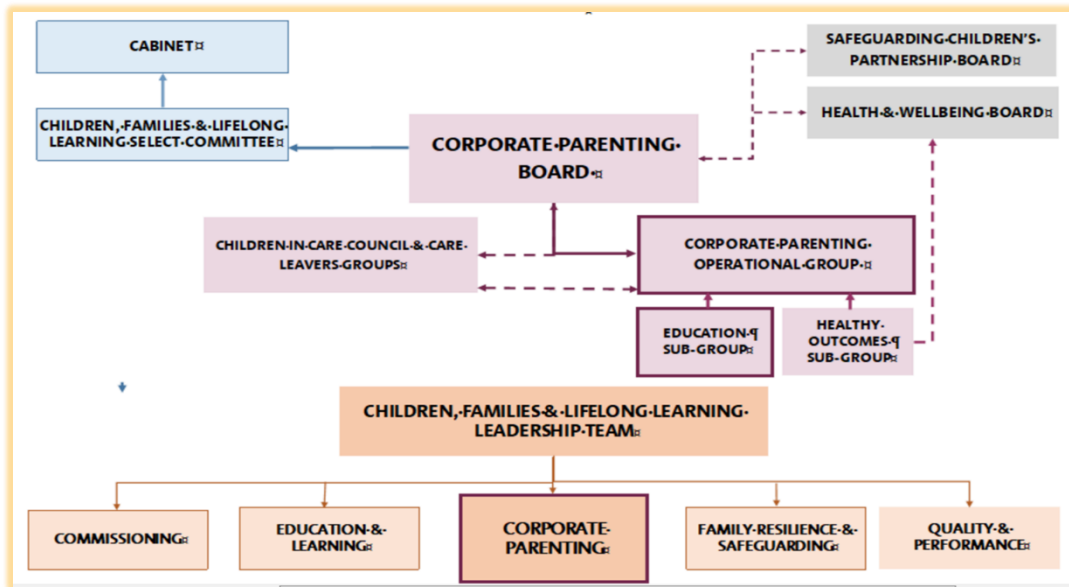 CABINET¤
SAFEGUARDING·CHILDREN'S·
PARTNERSHIP·BOARD¤
HEALTH·&·WELLBEING·BOARD¤
CHILDREN,·FAMILIES·&·LIFELONG·
LEARNING·SELECT·COMMITTEE¤
CORPORATE·PARENTING·
BOARD·¤
CHILDREN·IN·CARE·COUNCIL·&·CARE·
LEAVERS·GROUPS¤
CORPORATE·PARENTING·
OPERATIONAL·GROUP·¤
EDUCATION·¶
SUB-GROUP¤
HEALTHY·
OUTCOMES·¶
SUB-GROUP¤
CHILDREN,·FAMILIES·&·LIFELONG·LEARNING·
LEADERSHIP·TEAM¤
COMMISSIONING¤
EDUCATION·&·
LEARNING¤
CORPORATE·
PARENTING¤
FAMILY·RESILIENCE·&·
SAFEGUARDING¤
QUALITY·&·
PERFORMANCE¤